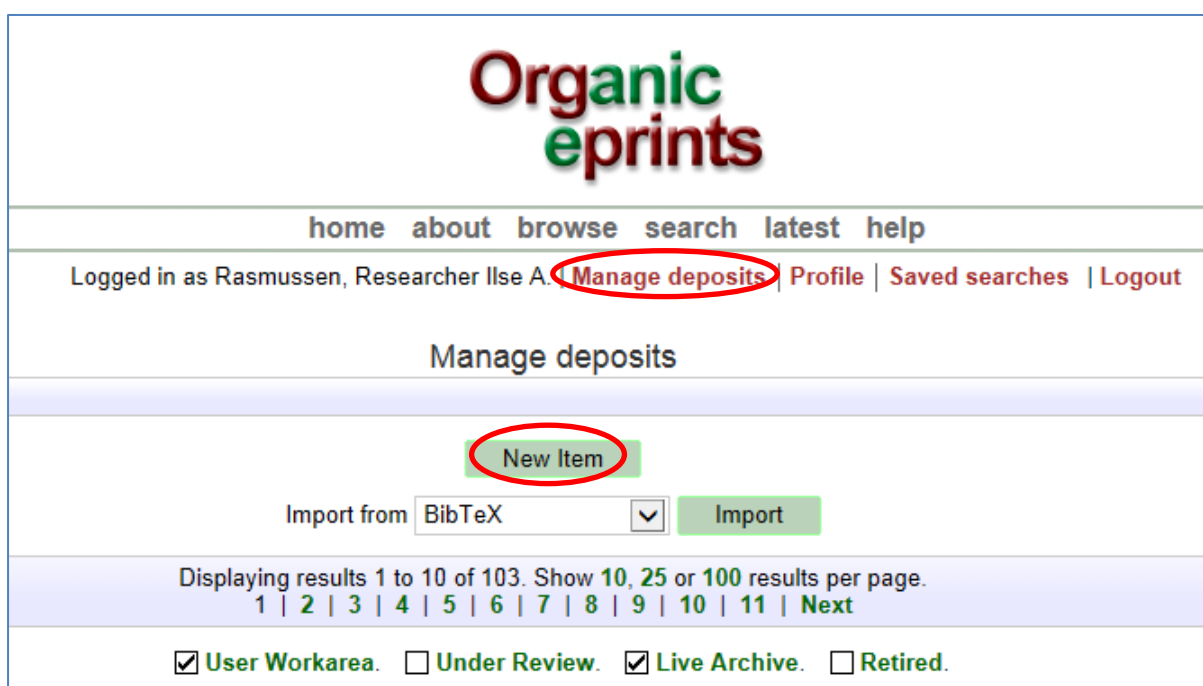 Organic
eprints
home about browse search latest help
Logged in as Rasmussen, Researcher Ilse A. | Manage deposits | Profile | Saved searches | Logout
Manage deposits
New Item
Import from BibTeX Import
Displaying results 1 to 10 of 103. Show 10, 25 or 100 results per page.
1 | 2 | 3 | 4 | 5 | 6 | 7 | 8 | 9 | 10 | 11 | Next
User Workarea. Under Review. Live Archive. Retired.